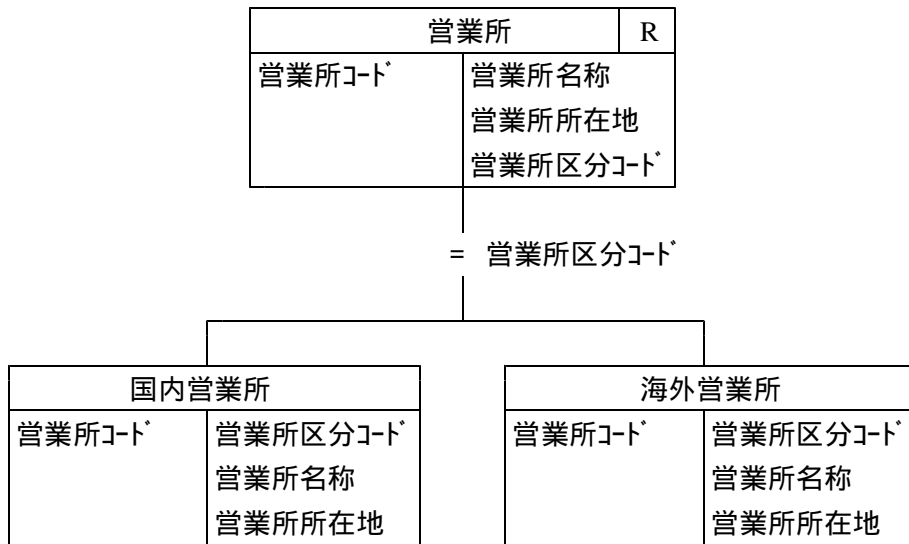 営業所 R
営業所ｺｰﾄﾞ 営業所名称
営業所所在地
営業所区分ｺｰﾄﾞ
= 営業所区分ｺｰﾄﾞ
国内営業所
営業所ｺｰﾄﾞ 営業所区分ｺｰﾄﾞ
営業所名称
営業所所在地
海外営業所
営業所ｺｰﾄﾞ 営業所区分ｺｰﾄﾞ
営業所名称
営業所所在地